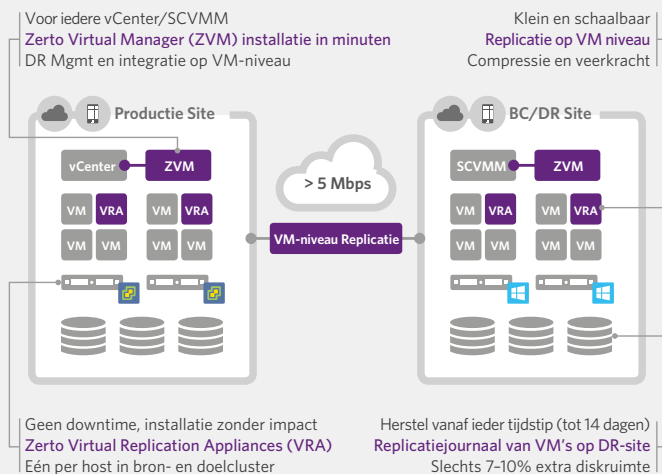 Voor iedere vCenter/SCVMM
Zerto Virtual Manager (ZVM) installatie in minuten
DR Mgmt en integratie op VM-niveau
Klein en schaalbaar
Replicatie op VM niveau
Compressie en veerkracht
Productie Site
vCenter
ZVM
VM
VRA
VM
VRA
VM
VM
VM
VM
> 5 Mbps
VM-niveau Replicatie
BC/DR Site
SCVMM
ZVM
VM
VRA
VM
VRA
VM
VM
VM
VM
Geen downtime, installatie zonder impact
Zerto Virtual Replication Appliances (VRA)
Eén per host in bron- en doelcluster
Herstel vanaf ieder tijdstip (tot 14 dagen)
Replicatiejournaal van VM's op DR-site
Slechts 7-10% extra diskruimte